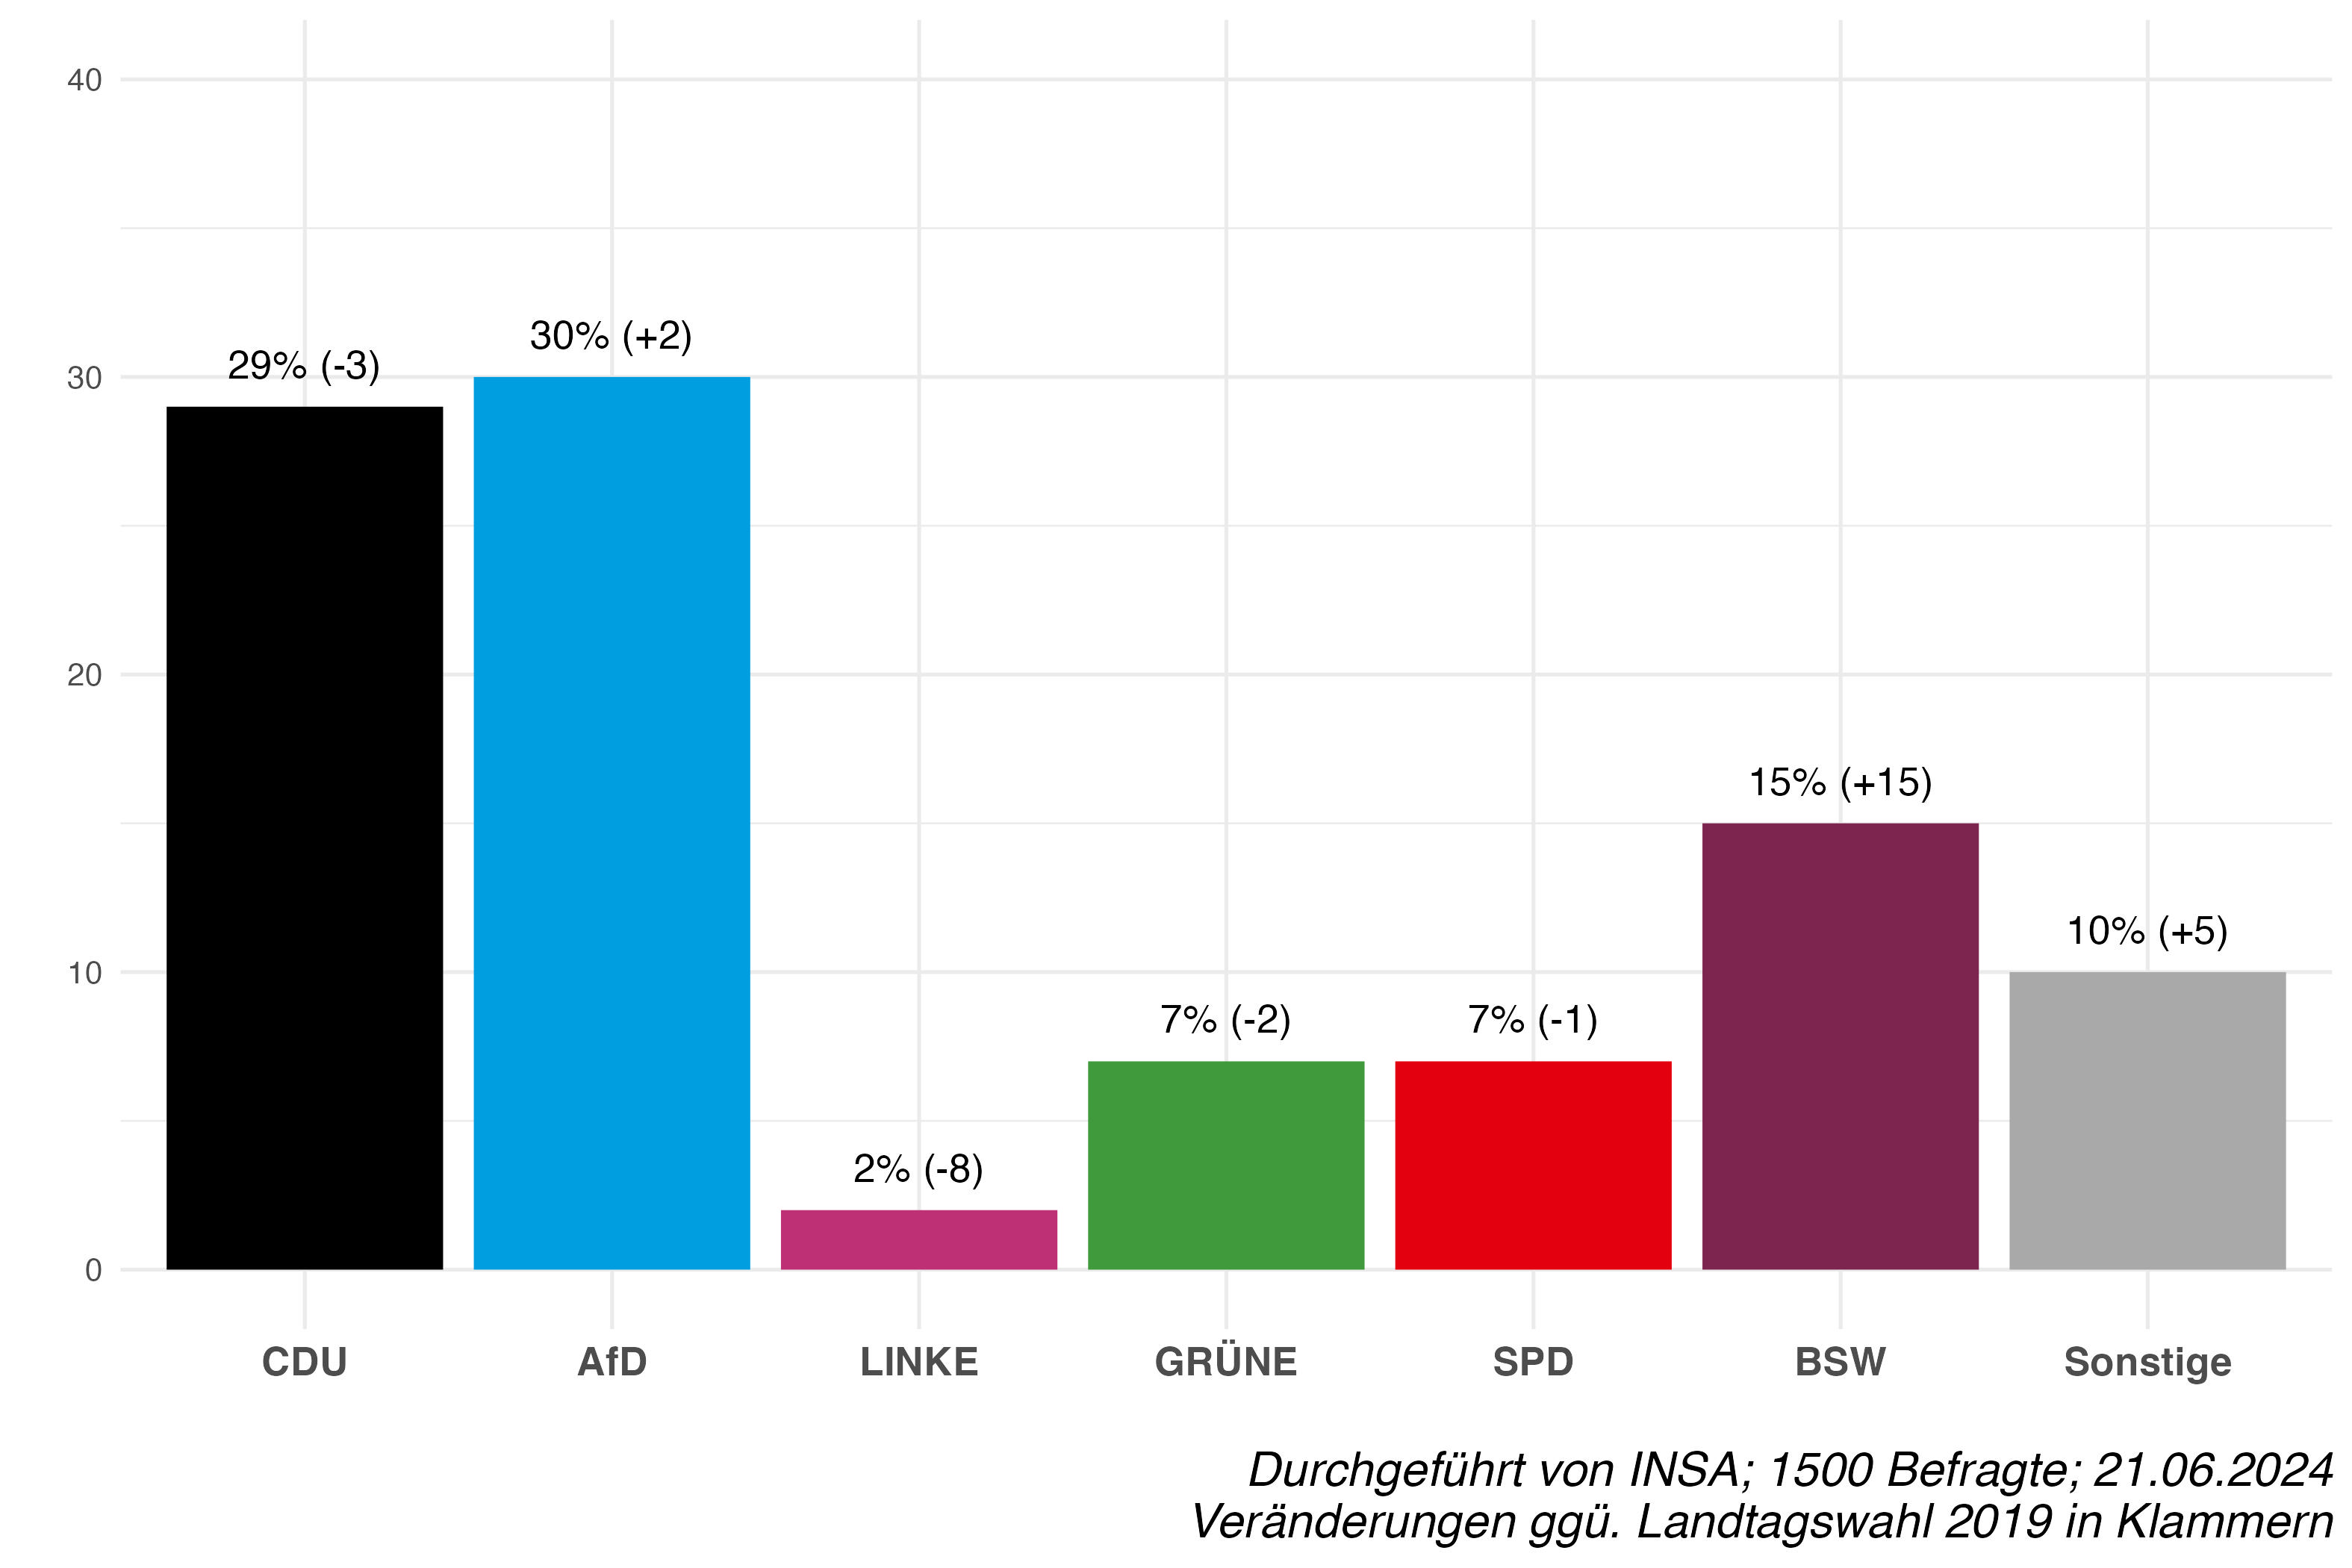 40
30
20
10
0
29% (-3)
30% (+2)
2% (-8)
7% (-2)
7% (-1)
15% (+15)
10% (+5)
CDU
AfD
LINKE
GRÜNE
SPD
BSW
Sonstige
Durchgeführt von INSA; 1500 Befragte; 21.06.2024
Veränderungen ggü. Landtagswahl 2019 in Klammern